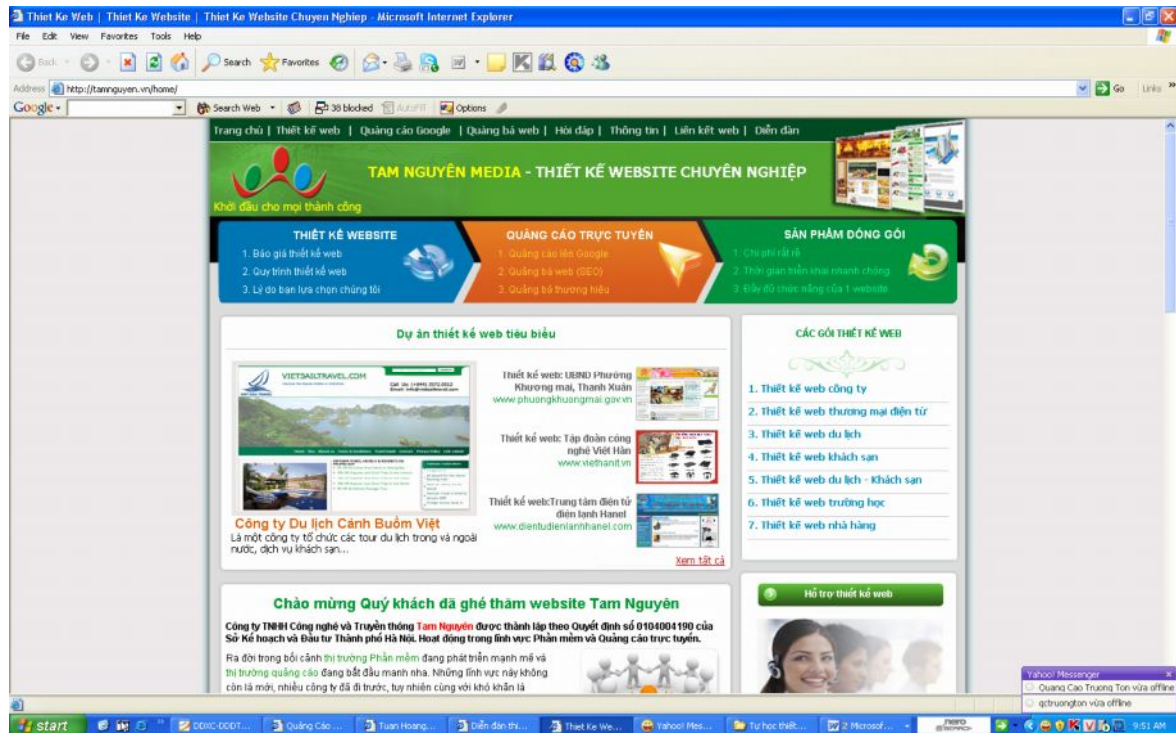 Thiet Ke Web | Thiet Ke Website | Thiet Ke Website Chuyen Nghiep - Microsoft Internet Explorer
File Edit View Favorites Tools Help
Back Search Favorites
Address http://tamnguyen.vn/home/ Go Links »
Google Search Web 38 blocked AutoFill Options
Trang chủ | Thiết kế web | Quảng cáo Google | Quảng bá web | Hỏi đáp | Thông tin | Liên kết web | Diễn đàn
TAM NGUYÊN MEDIA - THIẾT KẾ WEBSITE CHUYÊN NGHIỆP
Khởi đầu cho mọi thành công
THIẾT KẾ WEBSITE
1. Báo giá thiết kế web
2. Quy trình thiết kế web
3. Lý do bạn lựa chọn chúng tôi
QUẢNG CÁO TRỰC TUYẾN
1. Quảng cáo lên Google
2. Quảng bá web (SEO)
3. Quảng bá thương hiệu
SẢN PHẨM ĐÓNG GÓI
1. Chi phí rất rẻ
2. Thời gian triển khai nhanh chóng
3. Đầy đủ chức năng của 1 website
Dự án thiết kế web tiêu biểu
VIETSAILTRAVEL.COM
Công ty Du lịch Cánh Buồm Việt
Là một công ty tổ chức các tour du lịch trong và ngoài
nước, dịch vụ khách sạn...
Thiết kế web: UBND Phường
Khương mai, Thanh Xuân
www.phuongkhuongmai.gov.vn
Thiết kế web: Tập đoàn công
nghệ Việt Hàn
www.viethanit.vn
Thiết kế web:Trung tâm điện tử
điện lạnh Hanel
www.dientudienlanhhanel.com
Xem tất cả
CÁC GÓI THIẾT KẾ WEB
1. Thiết kế web công ty
2. Thiết kế web thương mại điện tử
3. Thiết kế web du lịch
4. Thiết kế web khách sạn
5. Thiết kế web du lịch - Khách sạn
6. Thiết kế web trường học
7. Thiết kế web nhà hàng
Chào mừng Quý khách đã ghé thăm website Tam Nguyên
Công ty TNHH Công nghệ và Truyền thông Tam Nguyên được thành lập theo Quyết định số 0104004190 của
Sở Kế hoạch và Đầu tư Thành phố Hà Nội. Hoạt động trong lĩnh vực Phần mềm và Quảng cáo trực tuyến.
Ra đời trong bối cảnh thị trường Phần mềm đang phát triển mạnh mẽ và
thị trường quảng cáo đang bắt đầu manh nha. Những lĩnh vực này không
còn là mới, nhiều công ty đã đi trước, tuy nhiên cùng với khó khăn là
Hỗ trợ thiết kế web
Yahoo! Messenger
Quang Cao Truong Ton vừa offline
qctruongton vừa offline
start DDXC-DDDT... Quảng Cáo ... Tuan Hoang... Diễn đàn thi... Thiet Ke We... Yahoo! Mes... Tự học thiết... 2 Microsof... nero 9:51 AM